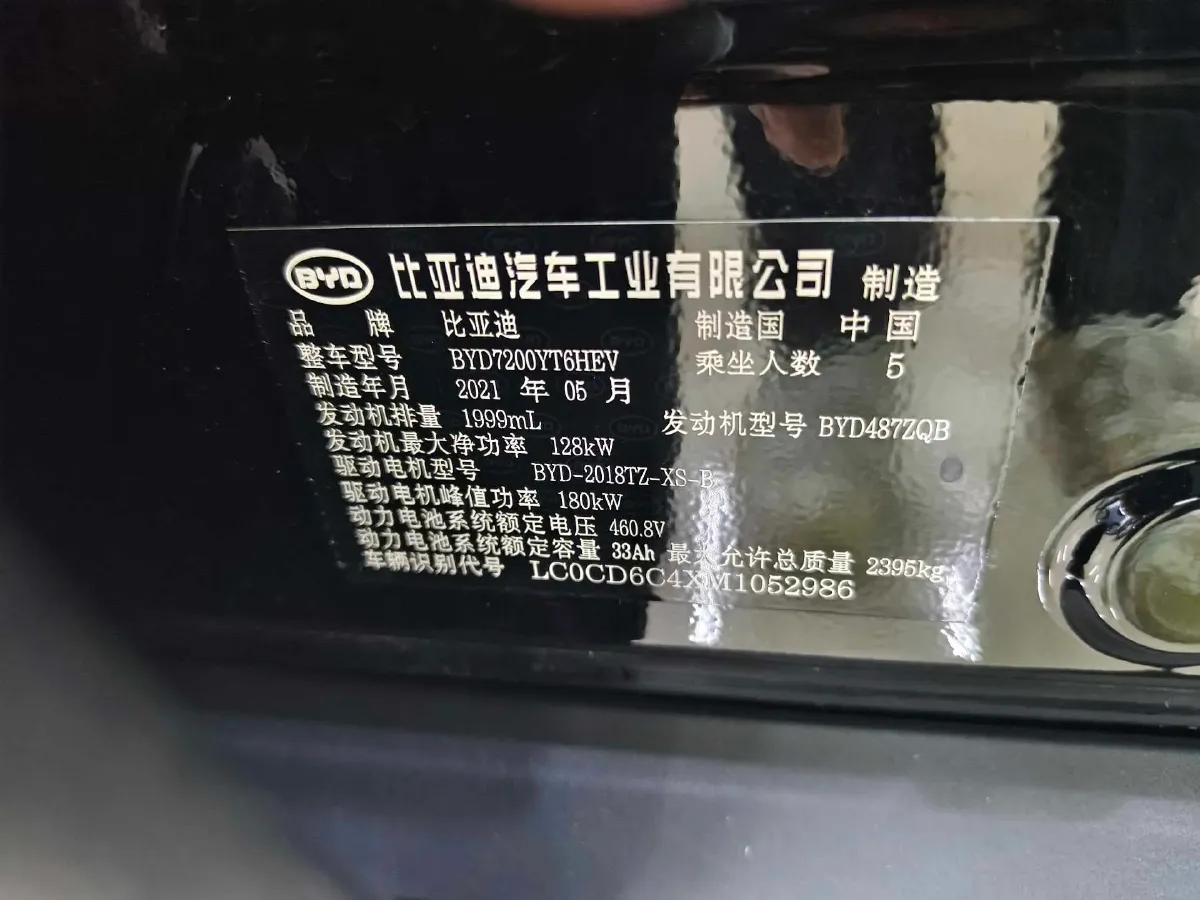 BYD 比亚迪汽车工业有限公司 制造
品 牌 比亚迪 制造国 中国
整车型号 BYD7200YT6HEV 乘坐人数 5
制造年月 2021 年 05 月
发动机排量 1999mL 发动机型号 BYD487ZQB
发动机最大净功率 128kW
驱动电机型号 BYD-2018TZ-XS-B
驱动电机峰值功率 180kW
动力电池系统额定电压 460.8V
动力电池系统额定容量 33Ah 最大允许总质量 2395kg
车辆识别代号 LC0CD6C4XM1052986